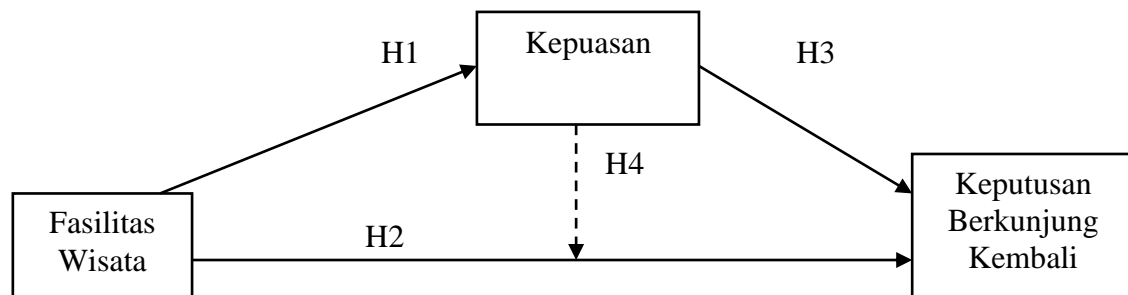 Kepuasan
H1
H3
H4
Fasilitas
Wisata
H2
Keputusan
Berkunjung
Kembali